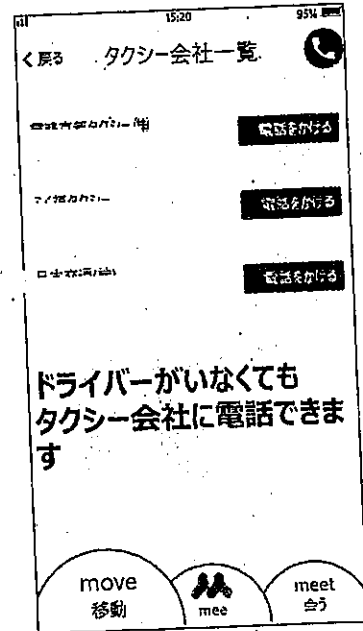 15:20
95%
戻る
タクシー会社一覧
電話をかける
電話をかける
電話をかける
ドライバーがいなくても
タクシー会社に電話できま
す
move
移動
mee
meet
会う